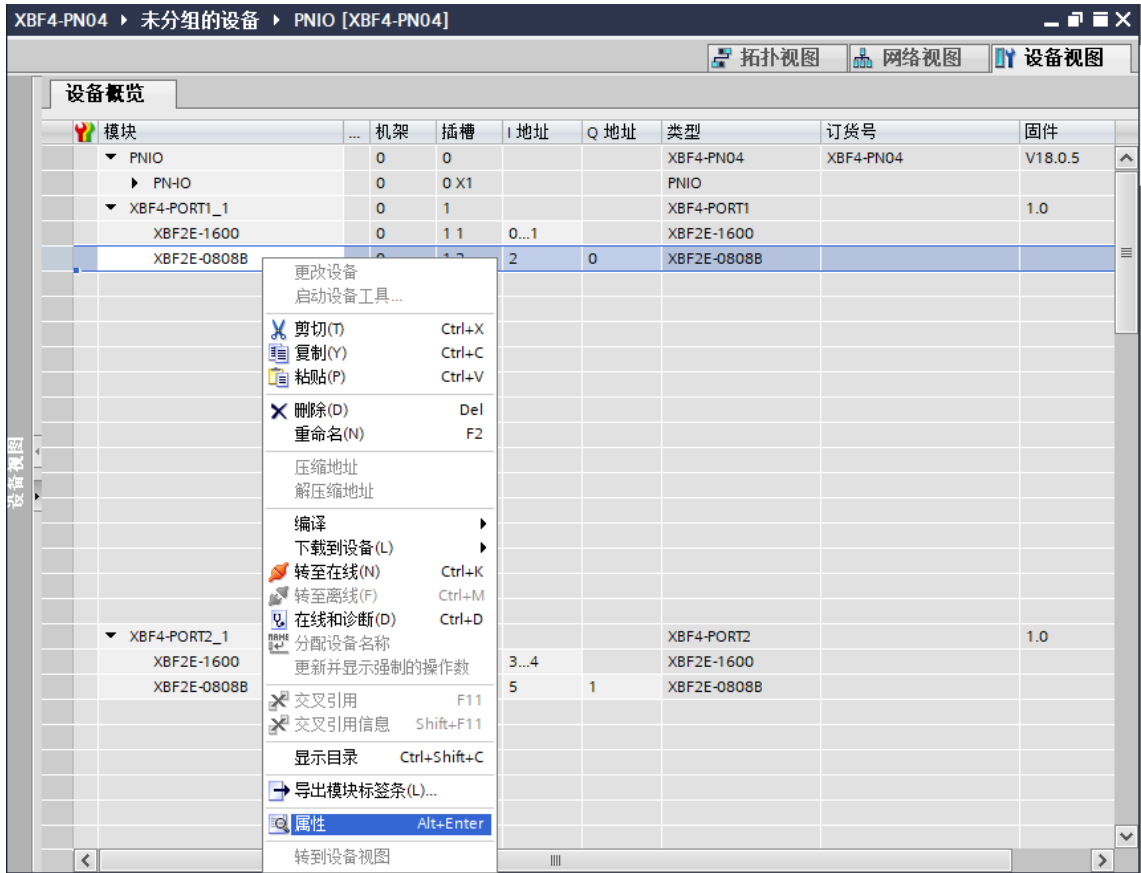 XBF4-PN04 ▸ 未分组的设备 ▸ PNIO [XBF4-PN04]
拓扑视图 网络视图 设备视图
设备概览
模块 ... 机架 插槽 I 地址 Q 地址 类型 订货号 固件
PNIO 0 0 XBF4-PN04 XBF4-PN04 V18.0.5
PN-IO 0 0 X1 PNIO
XBF4-PORT1_1 0 1 XBF4-PORT1 1.0
XBF2E-1600 0 1 1 0...1 XBF2E-1600
XBF2E-0808B 0 1 2 2 0 XBF2E-0808B
更改设备
启动设备工具...
剪切(T) Ctrl+X
复制(Y) Ctrl+C
粘贴(P) Ctrl+V
删除(D) Del
重命名(N) F2
压缩地址
解压缩地址
编译
下载到设备(L)
转至在线(N) Ctrl+K
转至离线(F) Ctrl+M
在线和诊断(D) Ctrl+D
分配设备名称
更新并显示强制的操作数
交叉引用 F11
交叉引用信息 Shift+F11
显示目录 Ctrl+Shift+C
导出模块标签条(L)...
属性 Alt+Enter
转到设备视图
XBF4-PORT2_1 XBF4-PORT2 1.0
XBF2E-1600 3...4 XBF2E-1600
XBF2E-0808B 5 1 XBF2E-0808B
设备视图